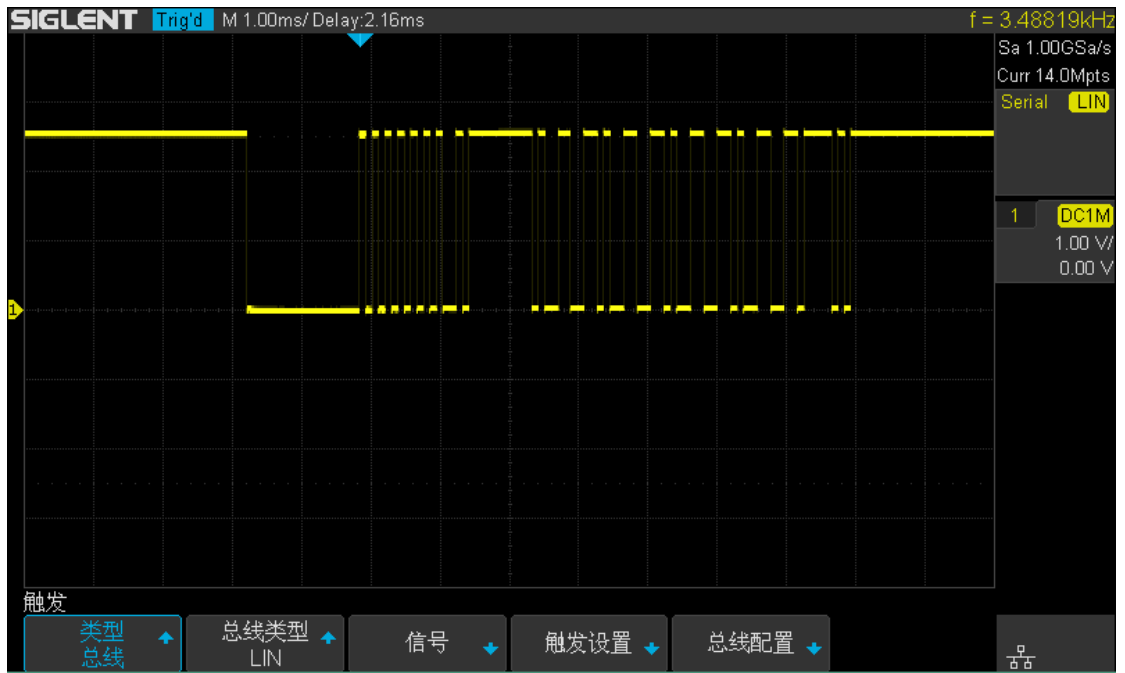 SIGLENT Trig'd M 1.00ms/ Delay:2.16ms f = 3.48819kHz
Sa 1.00GSa/s
Curr 14.0Mpts
Serial LIN
1 DC1M
1.00 V/
0.00 V
1
触发
类型 总线类型 信号 触发设置 总线配置
总线 LIN